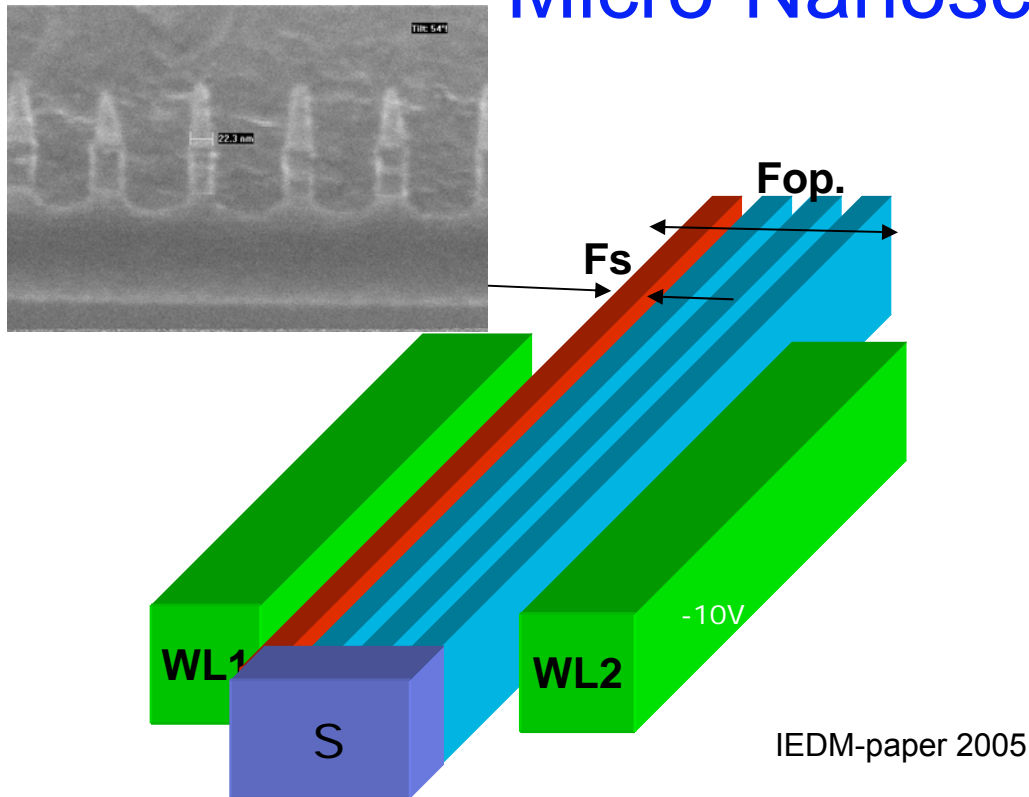 Micro Nanosc
Tilt 54°
22.3 nm
Fop.
Fs
-10V
WL1
WL2
S
IEDM-paper 2005